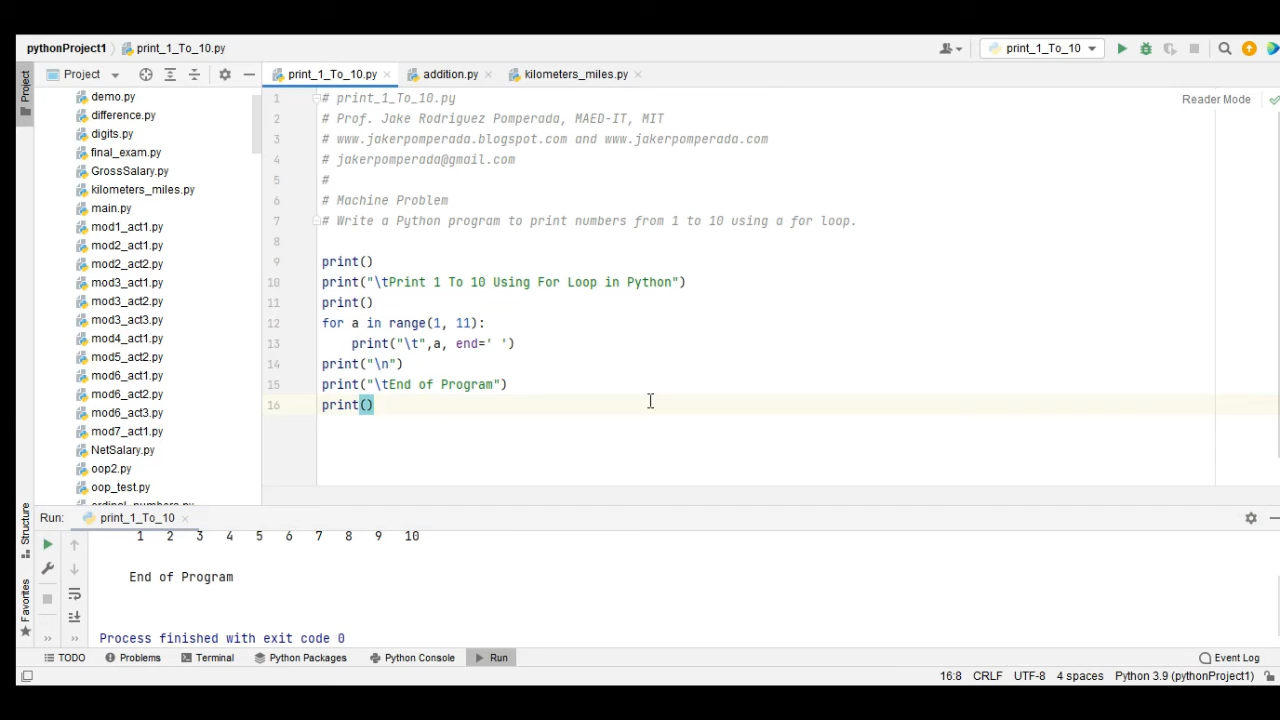 pythonProject1 print_1_To_10.py print_1_To_10
Project print_1_To_10.py addition.py kilometers_miles.py
Project
demo.py
difference.py
digits.py
final_exam.py
GrossSalary.py
kilometers_miles.py
main.py
mod1_act1.py
mod2_act1.py
mod2_act2.py
mod3_act1.py
mod3_act2.py
mod3_act3.py
mod4_act1.py
mod5_act2.py
mod6_act1.py
mod6_act2.py
mod6_act3.py
mod7_act1.py
NetSalary.py
oop2.py
oop_test.py
ordinal_numbers.py
Reader Mode
1 # print_1_To_10.py
2 # Prof. Jake Rodriguez Pomperada, MAED-IT, MIT
3 # www.jakerpomperada.blogspot.com and www.jakerpomperada.com
4 # jakerpomperada@gmail.com
5 #
6 # Machine Problem
7 # Write a Python program to print numbers from 1 to 10 using a for loop.
8
9 print()
10 print("\tPrint 1 To 10 Using For Loop in Python")
11 print()
12 for a in range(1, 11):
13     print("\t",a, end=' ')
14 print("\n")
15 print("\tEnd of Program")
16 print()
Structure
Favorites
Run: print_1_To_10
1 2 3 4 5 6 7 8 9 10
End of Program
Process finished with exit code 0
TODO Problems Terminal Python Packages Python Console Run Event Log
16:8 CRLF UTF-8 4 spaces Python 3.9 (pythonProject1)